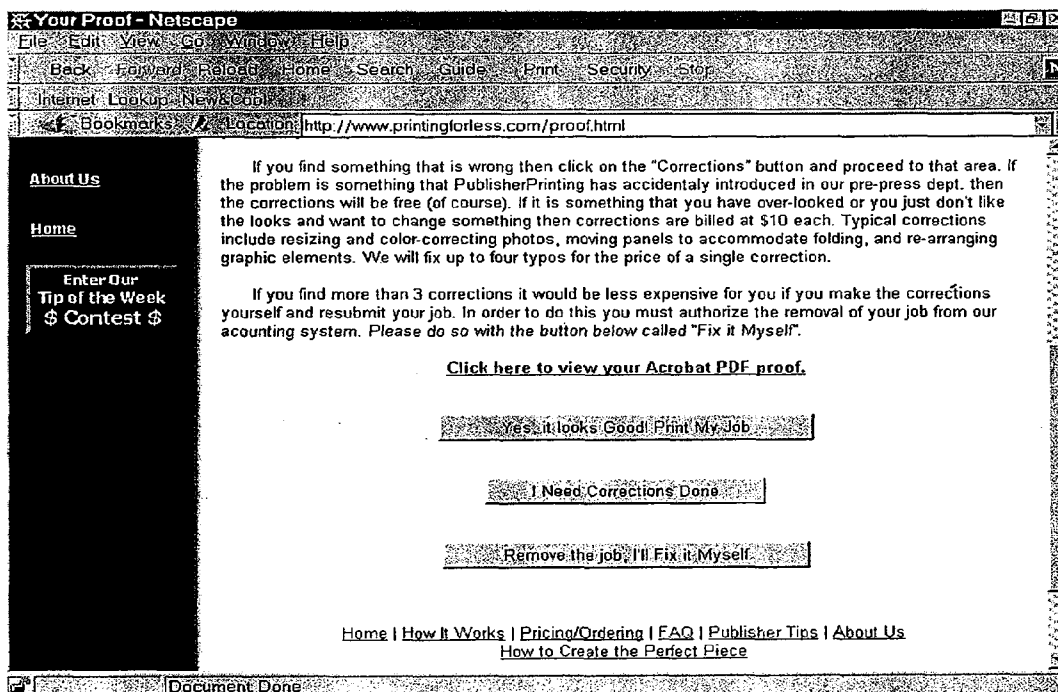 Your Proof - Netscape
File Edit View Go Window Help
Back Forward Reload Home Search Guide Print Security Stop
N
Internet Lookup New&Cool
Bookmarks Location: http://www.printingforless.com/proof.html
About Us
Home
Enter Our
Tip of the Week
$ Contest $
If you find something that is wrong then click on the "Corrections" button and proceed to that area. If
the problem is something that PublisherPrinting has accidentaly introduced in our pre-press dept. then
the corrections will be free (of course). If it is something that you have over-looked or you just don't like
the looks and want to change something then corrections are billed at $10 each. Typical corrections
include resizing and color-correcting photos, moving panels to accommodate folding, and re-arranging
graphic elements. We will fix up to four typos for the price of a single correction.
If you find more than 3 corrections it would be less expensive for you if you make the corrections
yourself and resubmit your job. In order to do this you must authorize the removal of your job from our
acounting system. Please do so with the button below called "Fix it Myself".
Click here to view your Acrobat PDF proof.
Yes, it looks Good! Print My Job
I Need Corrections Done
Remove the job, I'll Fix it Myself
Home | How It Works | Pricing/Ordering | FAQ | Publisher Tips | About Us
How to Create the Perfect Piece
Document Done